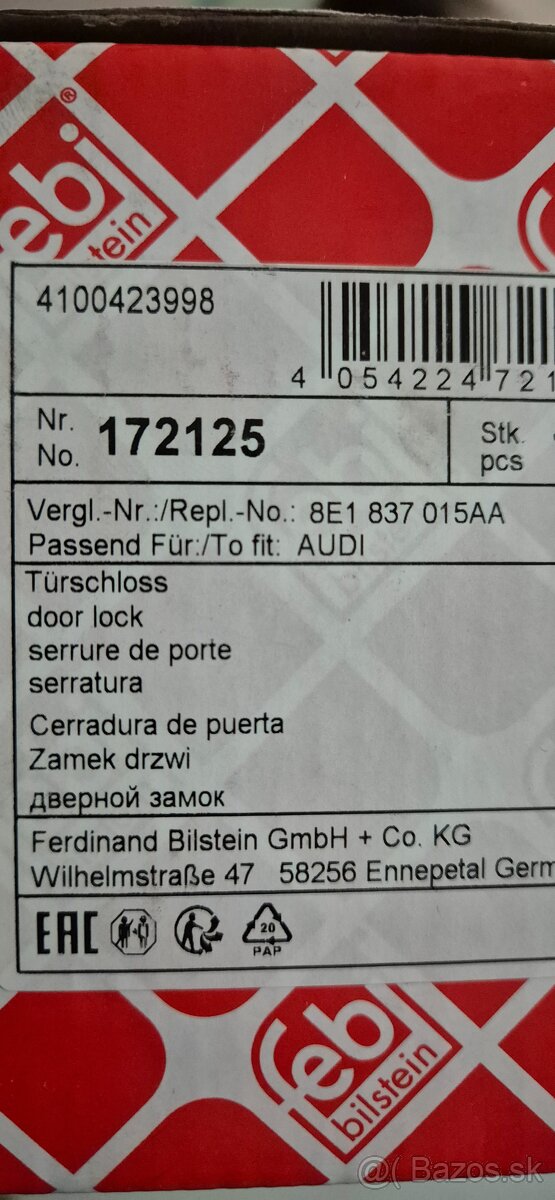 febi®
bilstein
4100423998
4 054224 721
Nr.
No. 172125
Stk.
pcs
Vergl.-Nr.:/Repl.-No.: 8E1 837 015AA
Passend Für:/To fit: AUDI
Türschloss
door lock
serrure de porte
serratura
Cerradura de puerta
Zamek drzwi
дверной замок
Ferdinand Bilstein GmbH + Co. KG
Wilhelmstraße 47 58256 Ennepetal Germ
EAC
20
PAP
febi
bilstein
@( Bazos.sk